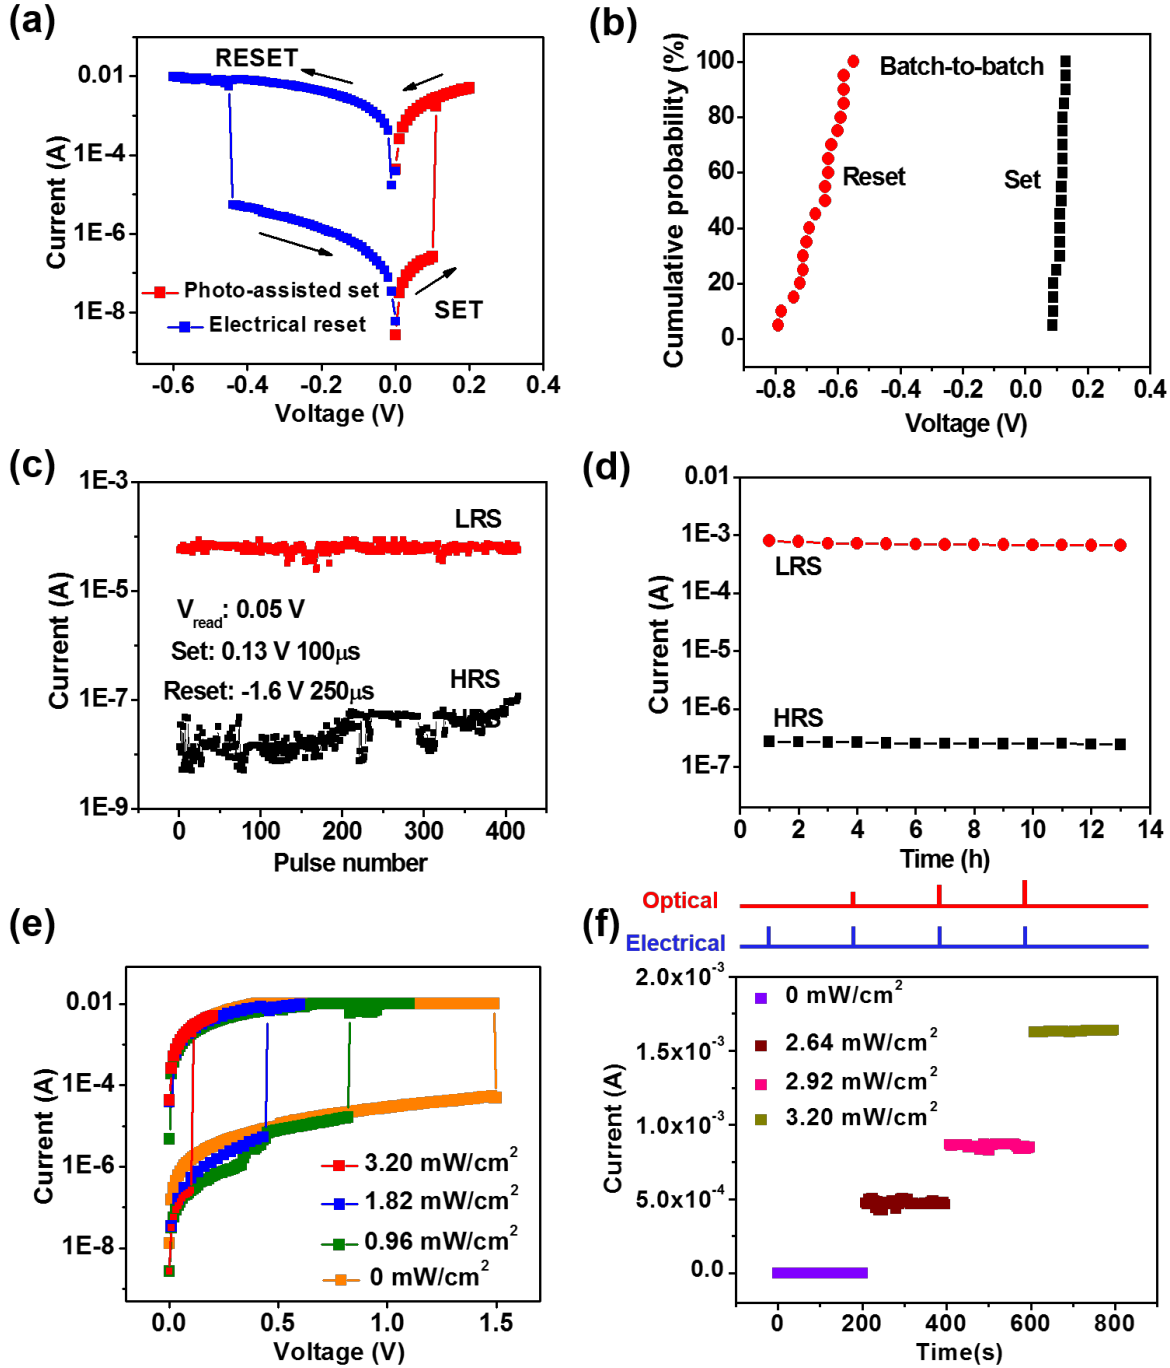 (a)
RESET
0.01
1E-4
1E-6
1E-8
Current (A)
Photo-assisted set
Electrical reset
SET
-0.6 -0.4 -0.2 0.0 0.2 0.4
Voltage (V)
(b)
Batch-to-batch
100
80
60
40
20
0
Cumulative probability (%)
Reset
Set
-0.8 -0.6 -0.4 -0.2 0.0 0.2 0.4
Voltage (V)
(c)
1E-3
1E-5
1E-7
1E-9
Current (A)
LRS
Vread: 0.05 V
Set: 0.13 V 100μs
Reset: -1.6 V 250μs
HRS
0 100 200 300 400
Pulse number
(d)
0.01
1E-3
1E-4
1E-5
1E-6
1E-7
Current (A)
LRS
HRS
0 2 4 6 8 10 12 14
Time (h)
(e)
0.01
1E-4
1E-6
1E-8
Current (A)
3.20 mW/cm²
1.82 mW/cm²
0.96 mW/cm²
0 mW/cm²
0.0 0.5 1.0 1.5
Voltage (V)
(f)
Optical
Electrical
2.0x10⁻³
1.5x10⁻³
1.0x10⁻³
5.0x10⁻⁴
0.0
Current (A)
0 mW/cm²
2.64 mW/cm²
2.92 mW/cm²
3.20 mW/cm²
0 200 400 600 800
Time(s)